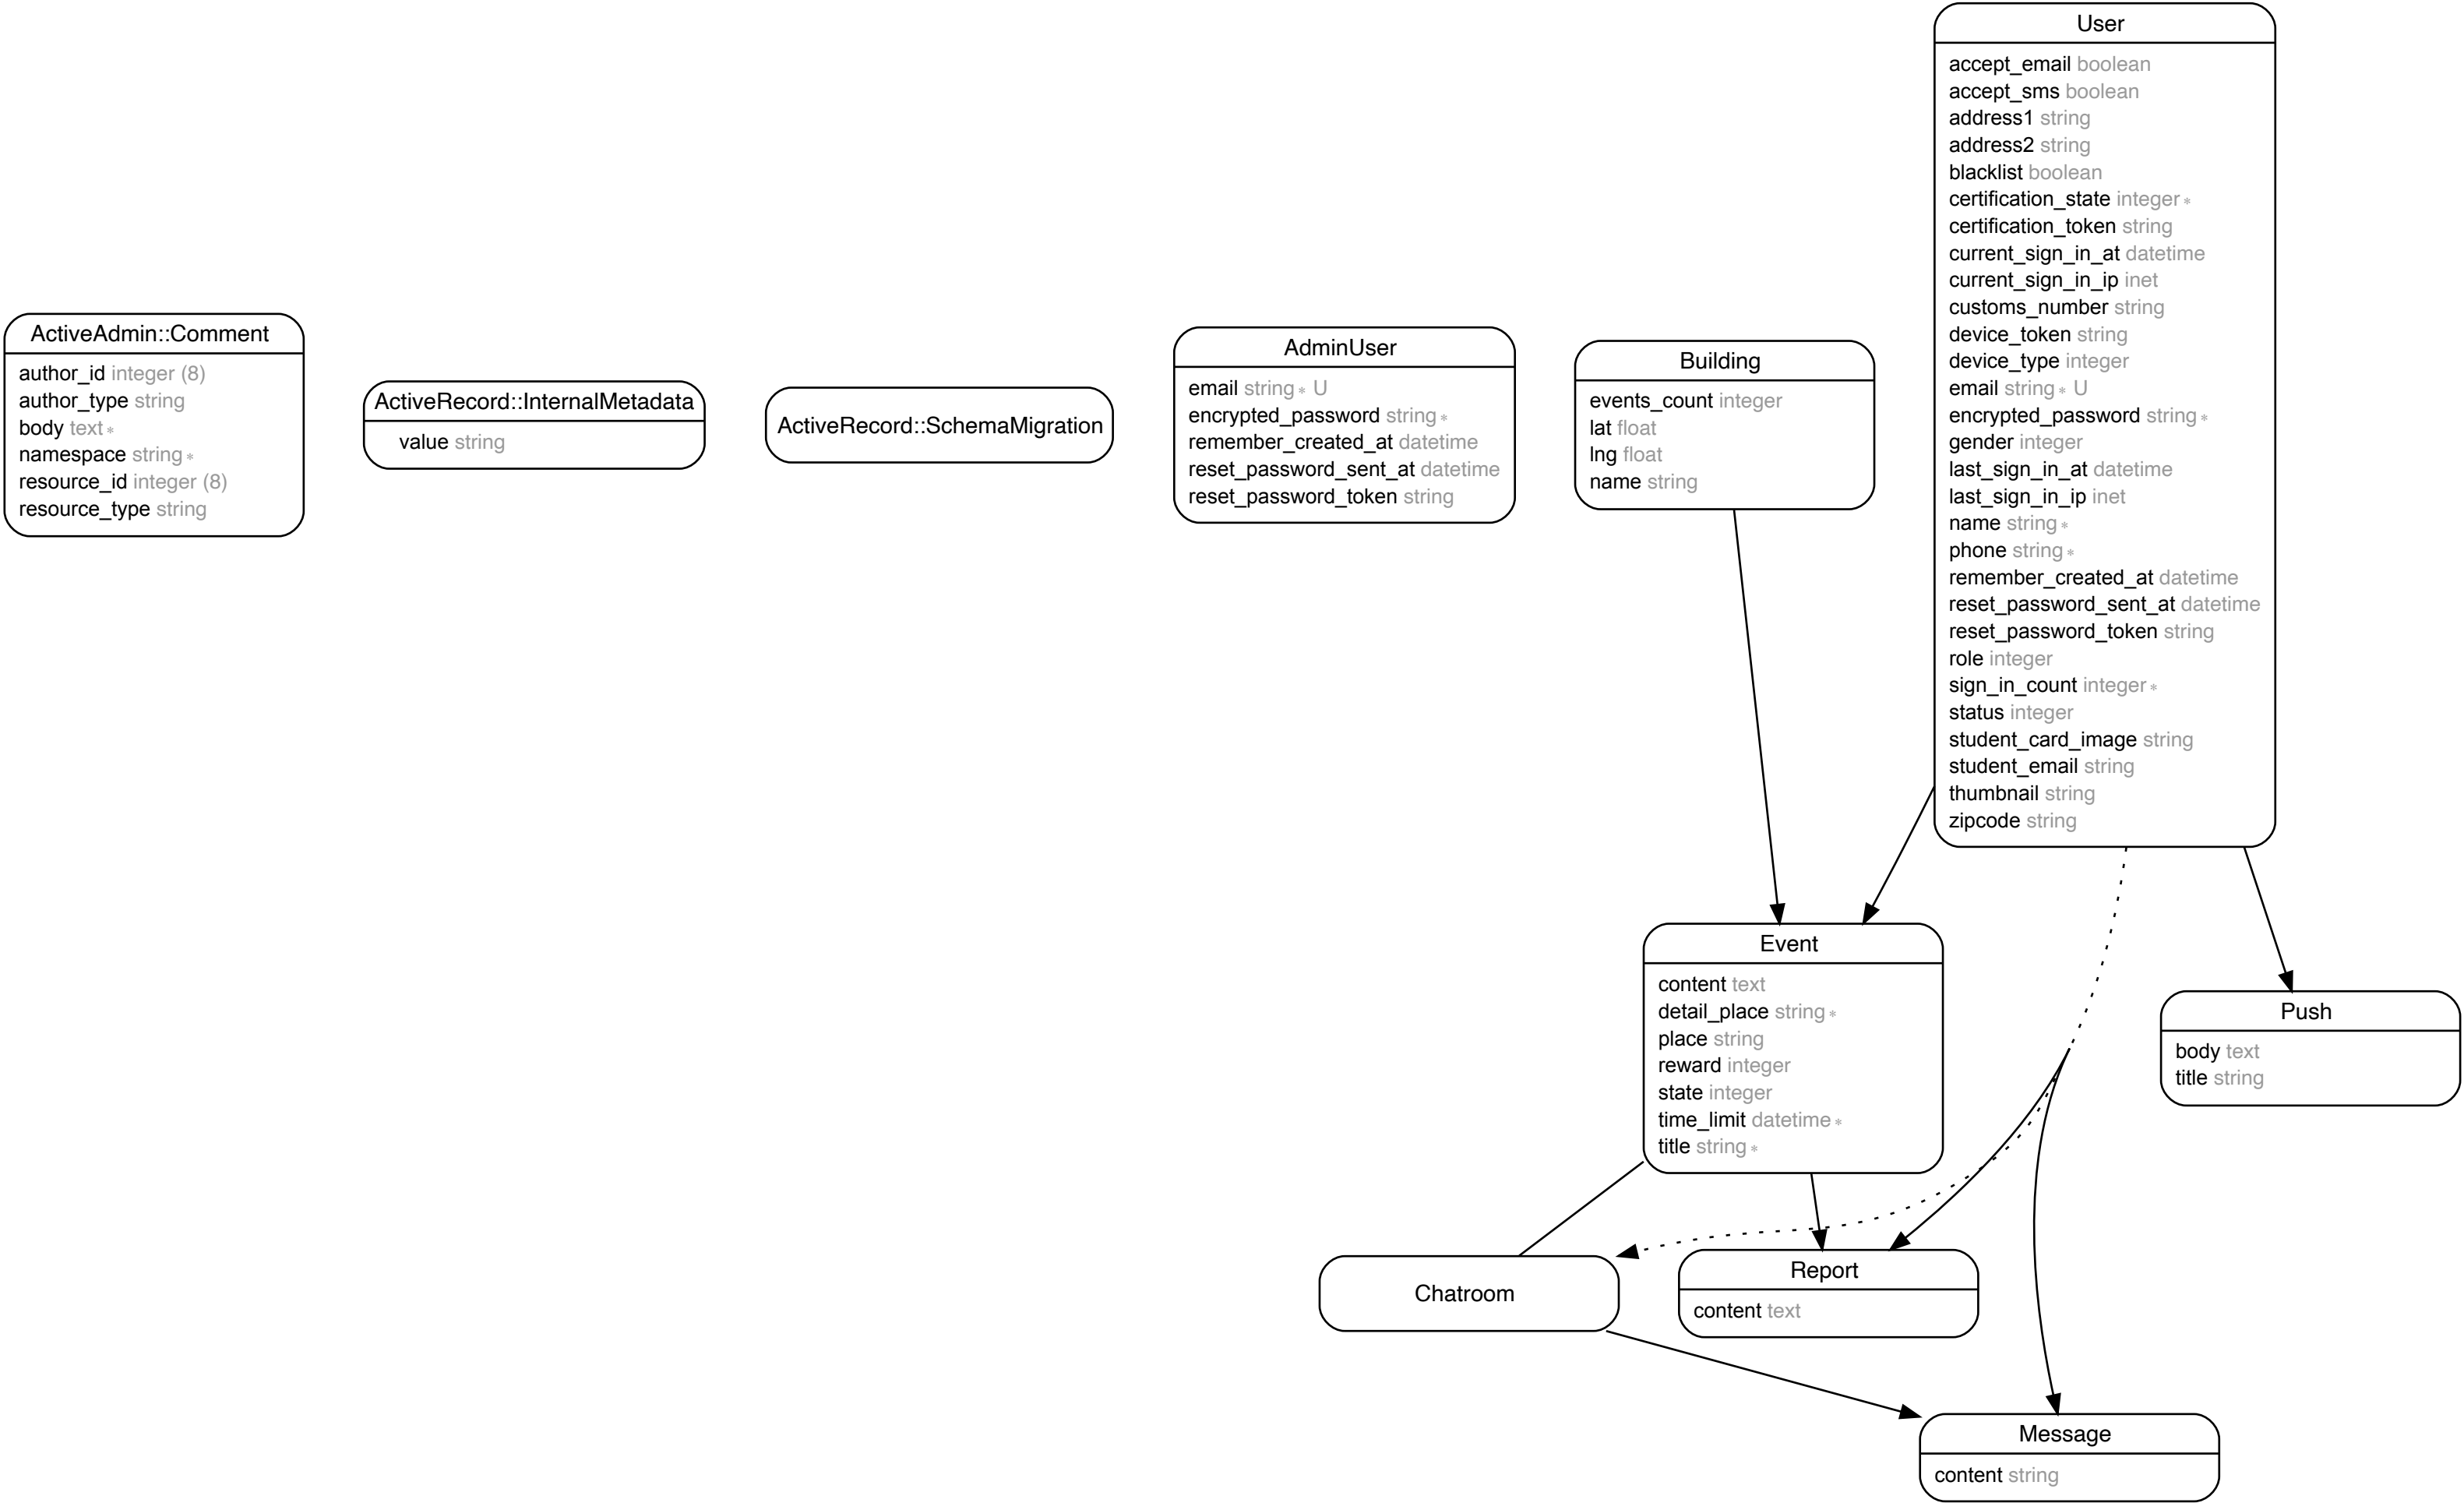 ActiveAdmin::Comment
author_id integer (8)
author_type string
body text *
namespace string *
resource_id integer (8)
resource_type string
ActiveRecord::InternalMetadata
value string
ActiveRecord::SchemaMigration
AdminUser
email string * U
encrypted_password string *
remember_created_at datetime
reset_password_sent_at datetime
reset_password_token string
Building
events_count integer
lat float
lng float
name string
User
accept_email boolean
accept_sms boolean
address1 string
address2 string
blacklist boolean
certification_state integer *
certification_token string
current_sign_in_at datetime
current_sign_in_ip inet
customs_number string
device_token string
device_type integer
email string * U
encrypted_password string *
gender integer
last_sign_in_at datetime
last_sign_in_ip inet
name string *
phone string *
remember_created_at datetime
reset_password_sent_at datetime
reset_password_token string
role integer
sign_in_count integer *
status integer
student_card_image string
student_email string
thumbnail string
zipcode string
Event
content text
detail_place string *
place string
reward integer
state integer
time_limit datetime *
title string *
Push
body text
title string
Chatroom
Report
content text
Message
content string